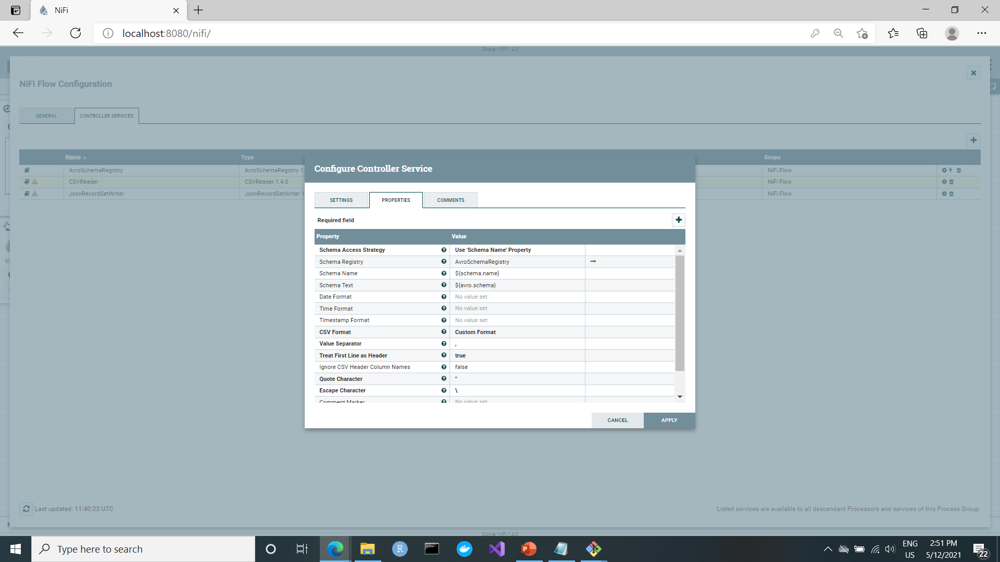 NiFi
localhost:8080/nifi/
Docker NiFi 1.4.0
NiFi Flow Configuration
GENERAL
CONTROLLER SERVICES
Name
Type
Scope
AvroSchemaRegistry
AvroSchemaRegistry 1.
NiFi Flow
CSVReader
CSVReader 1.4.0
NiFi Flow
JsonRecordSetWriter
JsonRecordSetWriter 1
NiFi Flow
Configure Controller Service
SETTINGS
PROPERTIES
COMMENTS
Required field
Property
Value
Schema Access Strategy
Use 'Schema Name' Property
Schema Registry
AvroSchemaRegistry
Schema Name
${schema.name}
Schema Text
${avro.schema}
Date Format
No value set
Time Format
No value set
Timestamp Format
No value set
CSV Format
Custom Format
Value Separator
,
Treat First Line as Header
true
Ignore CSV Header Column Names
false
Quote Character
"
Escape Character
\
Comment Marker
No value set
CANCEL
APPLY
Last updated: 11:40:23 UTC
Listed services are available to all descendant Processors and services of this Process Group.
Docker NiFi 1.4.0
Type here to search
R
P
ENG
US
2:51 PM
5/12/2021
22